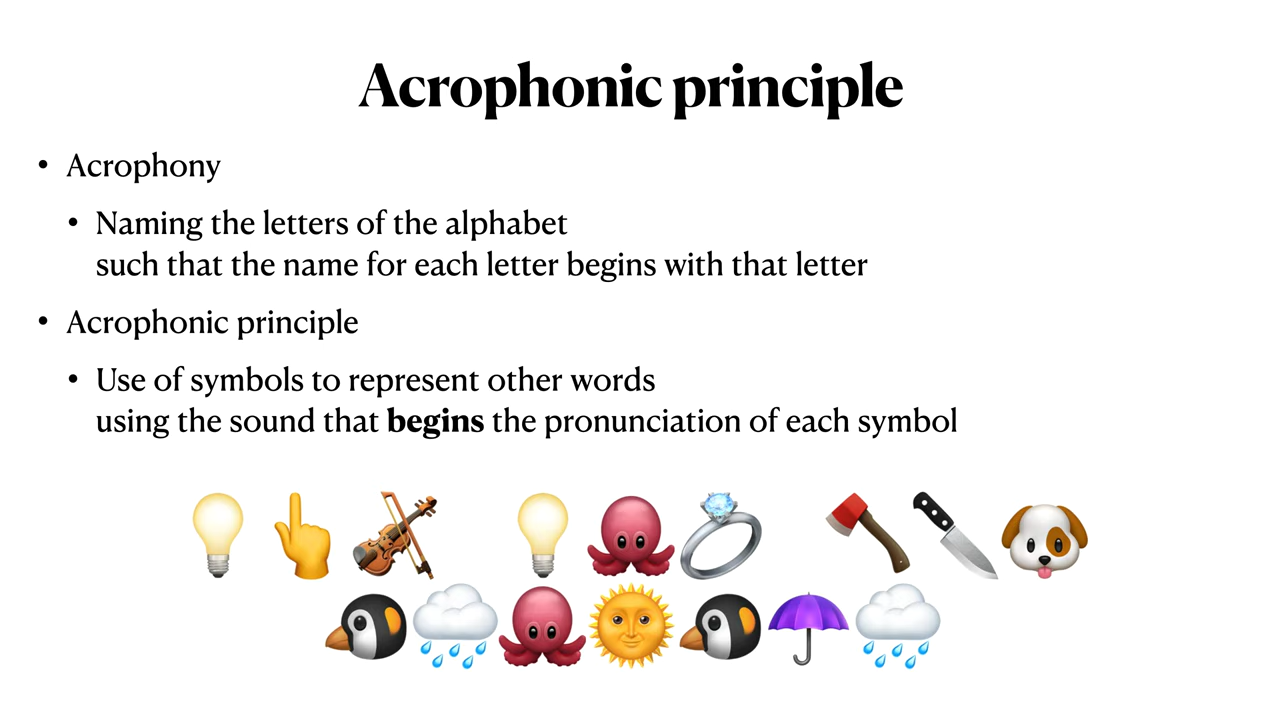 Acrophonic principle
• Acrophony
• Naming the letters of the alphabet
such that the name for each letter begins with that letter
• Acrophonic principle
• Use of symbols to represent other words
using the sound that begins the pronunciation of each symbol